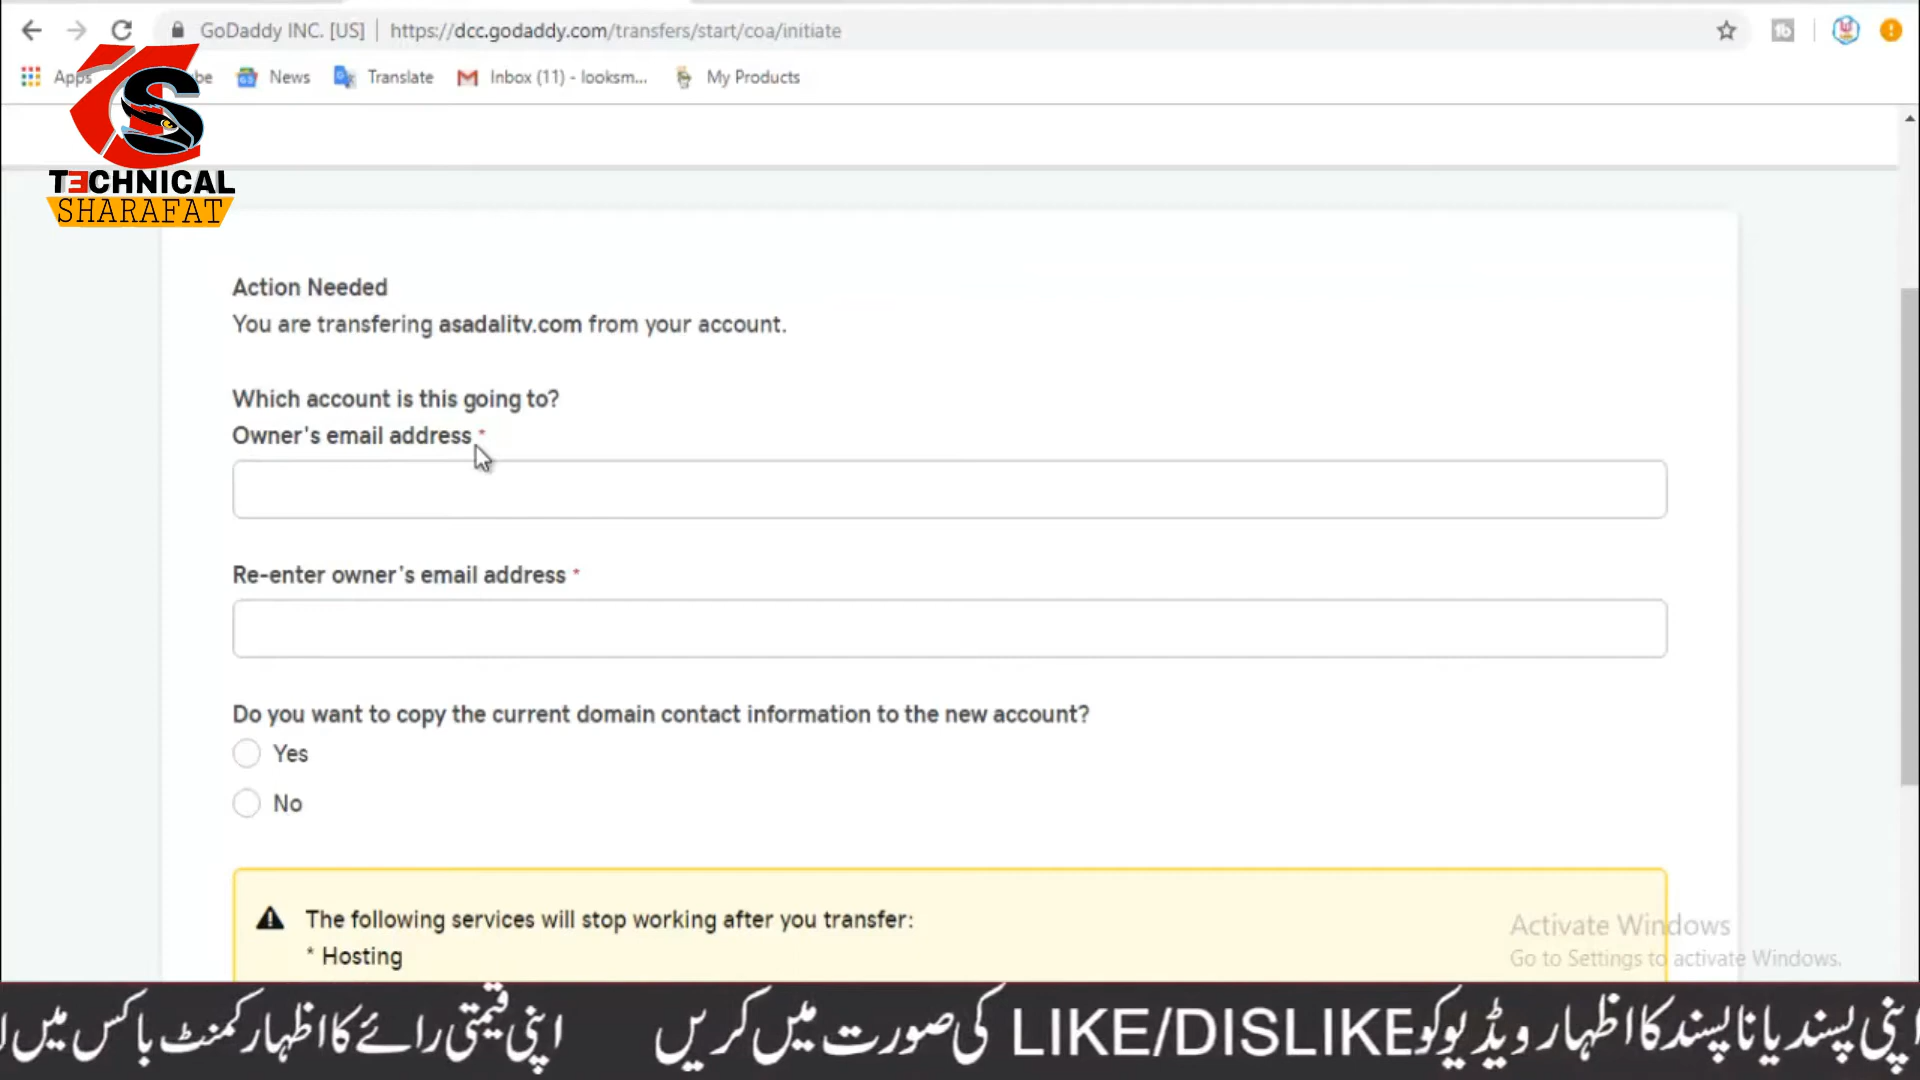 GoDaddy INC. [US] | https://dcc.godaddy.com/transfers/start/coa/initiate
Apps
be
News
Translate
Inbox (11) - looksm...
My Products
TECHNICAL
SHARAFAT
Action Needed
You are transfering asadalitv.com from your account.
Which account is this going to?
Owner's email address *
Re-enter owner's email address *
Do you want to copy the current domain contact information to the new account?
Yes
No
The following services will stop working after you transfer:
* Hosting
Activate Windows
Go to Settings to activate Windows.
اپنی پسند یا ناپسند کا اظہار ویڈیو کو LIKE/DISLIKE کی صورت میں کریں اپنی قیمتی رائے کا اظہار کمنٹ باکس میں